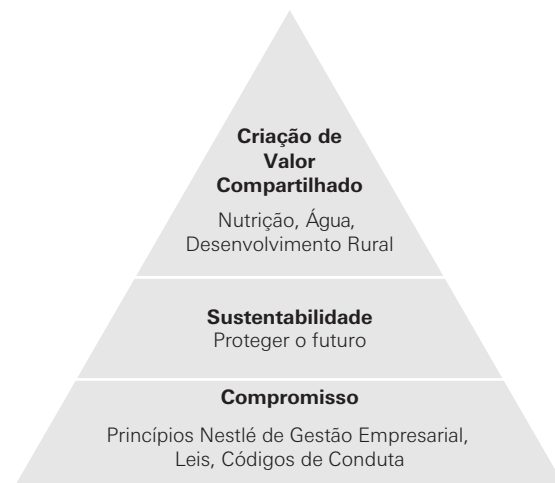 Criação de
Valor
Compartilhado
Nutrição, Água,
Desenvolvimento Rural
Sustentabilidade
Proteger o futuro
Compromisso
Princípios Nestlé de Gestão Empresarial,
Leis, Códigos de Conduta